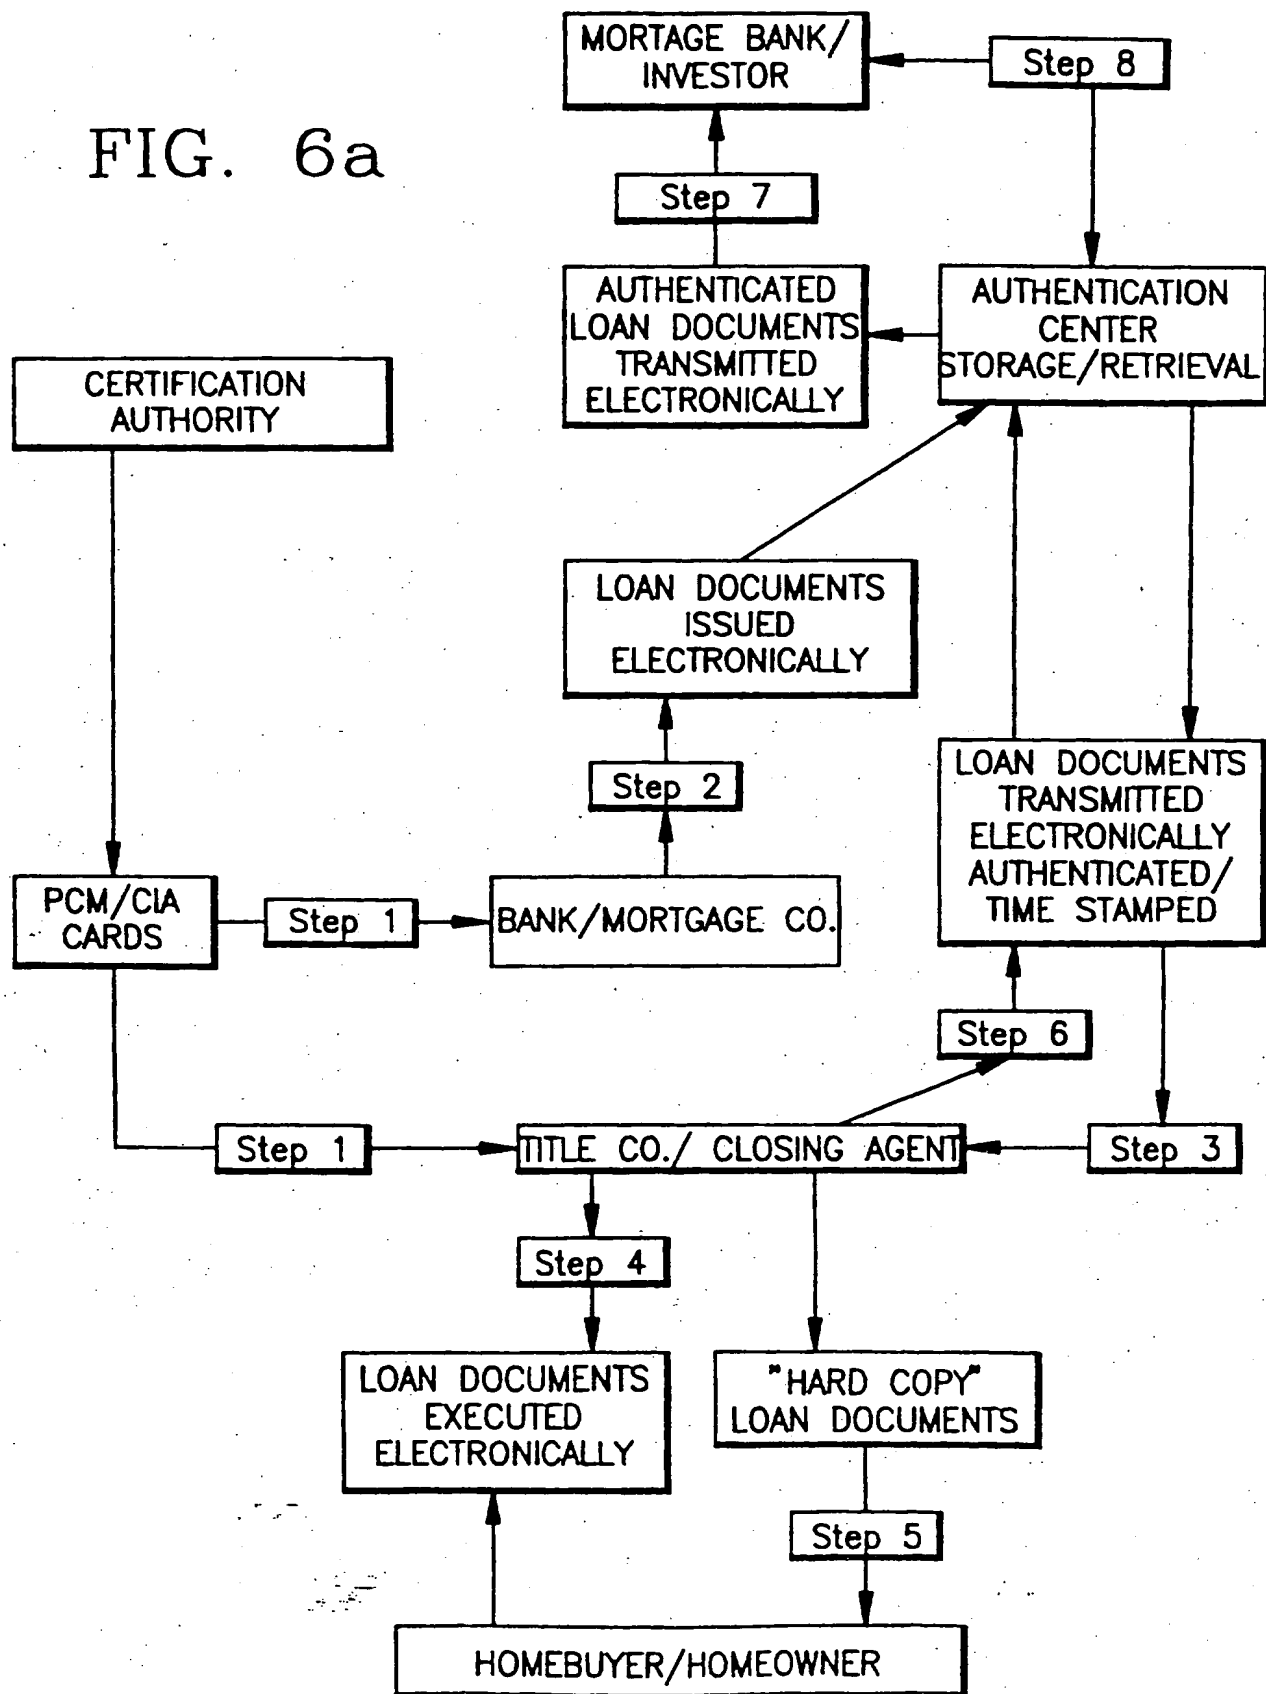 MORTAGE BANK/
INVESTOR
Step 8
FIG. 6a
Step 7
AUTHENTICATED
LOAN DOCUMENTS
TRANSMITTED
ELECTRONICALLY
AUTHENTICATION
CENTER
STORAGE/RETRIEVAL
CERTIFICATION
AUTHORITY
LOAN DOCUMENTS
ISSUED
ELECTRONICALLY
Step 2
LOAN DOCUMENTS
TRANSMITTED
ELECTRONICALLY
AUTHENTICATED/
TIME STAMPED
PCM/CIA
CARDS
Step 1
BANK/MORTGAGE CO.
Step 6
Step 1
TITLE CO./ CLOSING AGENT
Step 3
Step 4
LOAN DOCUMENTS
EXECUTED
ELECTRONICALLY
"HARD COPY"
LOAN DOCUMENTS
Step 5
HOMEBUYER/HOMEOWNER